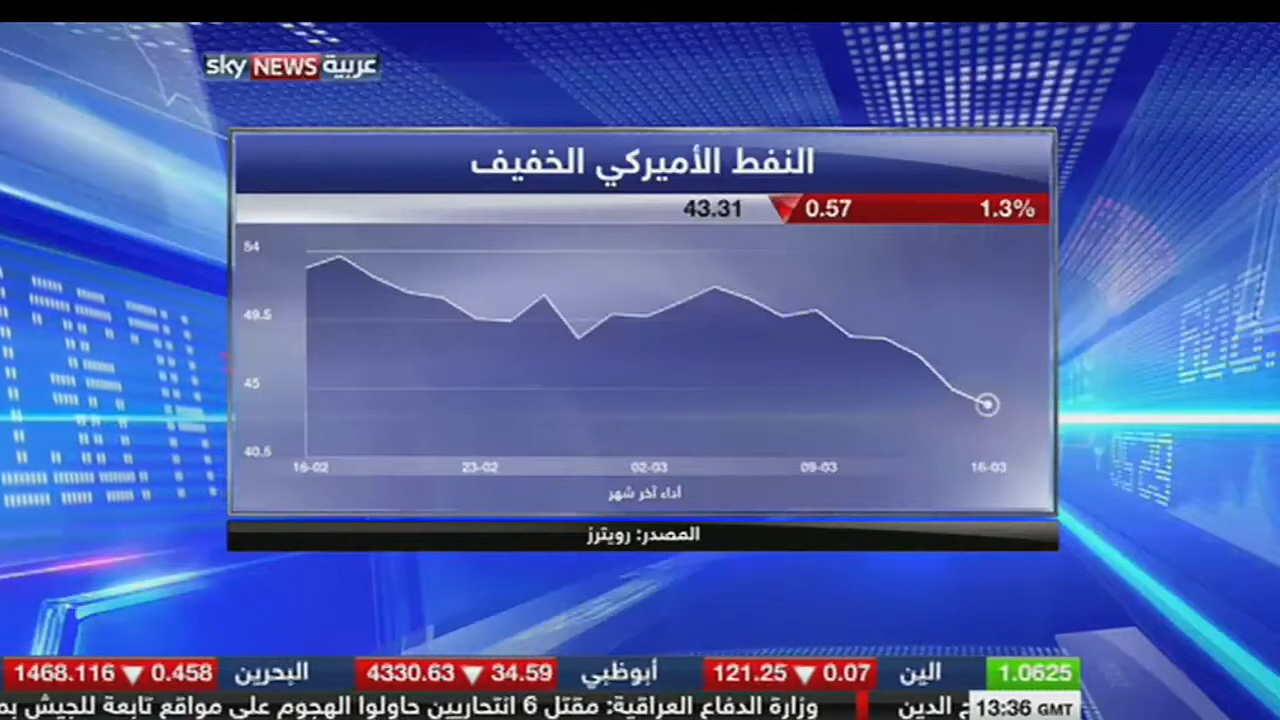 sky NEWS عربية
النفط الأميركي الخفيف
43.31 0.57 1.3%
54
49.5
45
40.5
16-02 23-02 02-03 09-03 16-03
أداء آخر شهر
المصدر: رويترز
1.0625 الين 121.25 ▼ 0.07 أبوظبي 4330.63 ▼ 34.59 البحرين 1468.116 ▼ 0.458
الدين وزارة الدفاع العراقية: مقتل 6 انتحاريين حاولوا الهجوم على مواقع تابعة للجيش
13:36 GMT